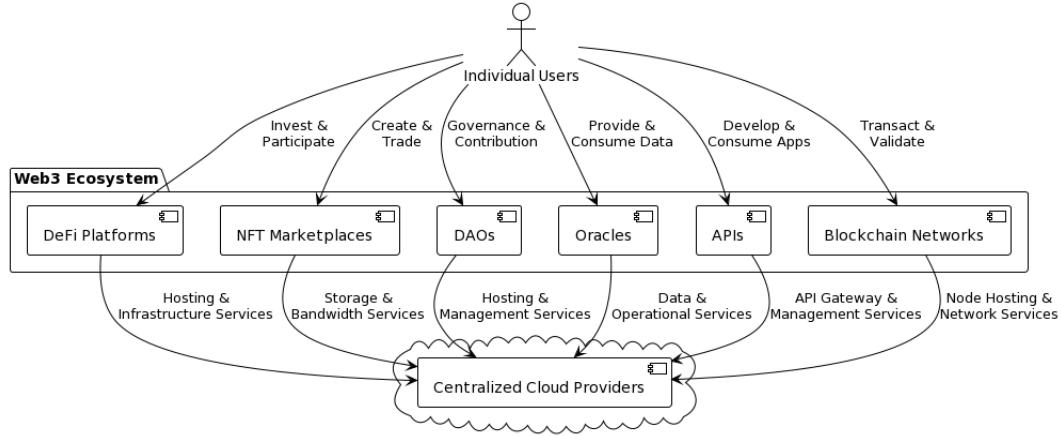 Individual Users
Invest &
Participate
Create &
Trade
Governance &
Contribution
Provide &
Consume Data
Develop &
Consume Apps
Transact &
Validate
Web3 Ecosystem
DeFi Platforms
NFT Marketplaces
DAOs
Oracles
APIs
Blockchain Networks
Hosting &
Infrastructure Services
Storage &
Bandwidth Services
Hosting &
Management Services
Data &
Operational Services
API Gateway &
Management Services
Node Hosting &
Network Services
Centralized Cloud Providers